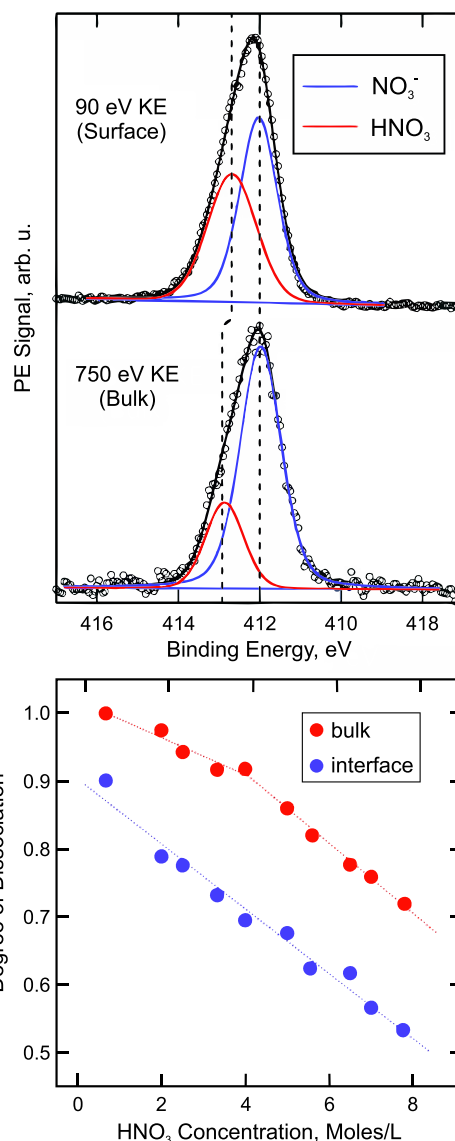 90 eV KE
(Surface)
NO₃⁻
HNO₃
PE Signal, arb. u.
750 eV KE
(Bulk)
416 414 412 410 418
Binding Energy, eV
1.0
0.9
0.8
0.7
0.6
0.5
bulk
interface
Degree of Dissociation
0 2 4 6 8
HNO₃ Concentration, Moles/L